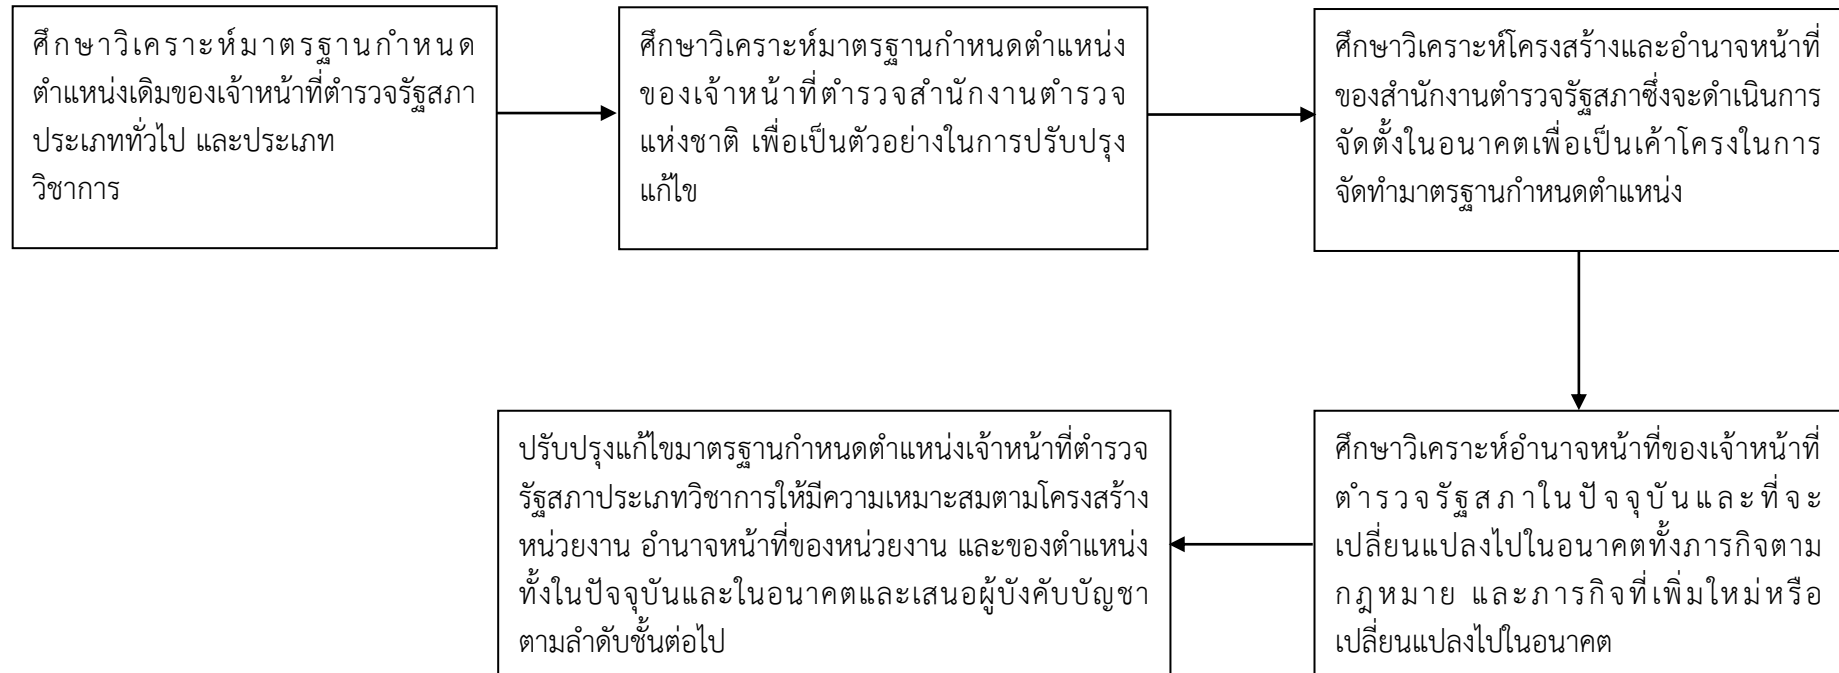 ศึกษาวิเคราะห์มาตรฐานกำหนด
ตำแหน่งเดิมของเจ้าหน้าที่ตำรวจรัฐสภา
ประเภททั่วไป และประเภท
วิชาการ
ศึกษาวิเคราะห์มาตรฐานกำหนดตำแหน่ง
ของเจ้าหน้าที่ตำรวจสำนักงานตำรวจ
แห่งชาติ เพื่อเป็นตัวอย่างในการปรับปรุง
แก้ไข
ศึกษาวิเคราะห์โครงสร้างและอำนาจหน้าที่
ของสำนักงานตำรวจรัฐสภาซึ่งจะดำเนินการ
จัดตั้งในอนาคตเพื่อเป็นเค้าโครงในการ
จัดทำมาตรฐานกำหนดตำแหน่ง
ศึกษาวิเคราะห์อำนาจหน้าที่ของเจ้าหน้าที่
ตำรวจรัฐสภาในปัจจุบันและที่จะ
เปลี่ยนแปลงไปในอนาคตทั้งภารกิจตาม
กฎหมาย และภารกิจที่เพิ่มใหม่หรือ
เปลี่ยนแปลงไปในอนาคต
ปรับปรุงแก้ไขมาตรฐานกำหนดตำแหน่งเจ้าหน้าที่ตำรวจ
รัฐสภาประเภทวิชาการให้มีความเหมาะสมตามโครงสร้าง
หน่วยงาน อำนาจหน้าที่ของหน่วยงาน และของตำแหน่ง
ทั้งในปัจจุบันและในอนาคตและเสนอผู้บังคับบัญชา
ตามลำดับชั้นต่อไป